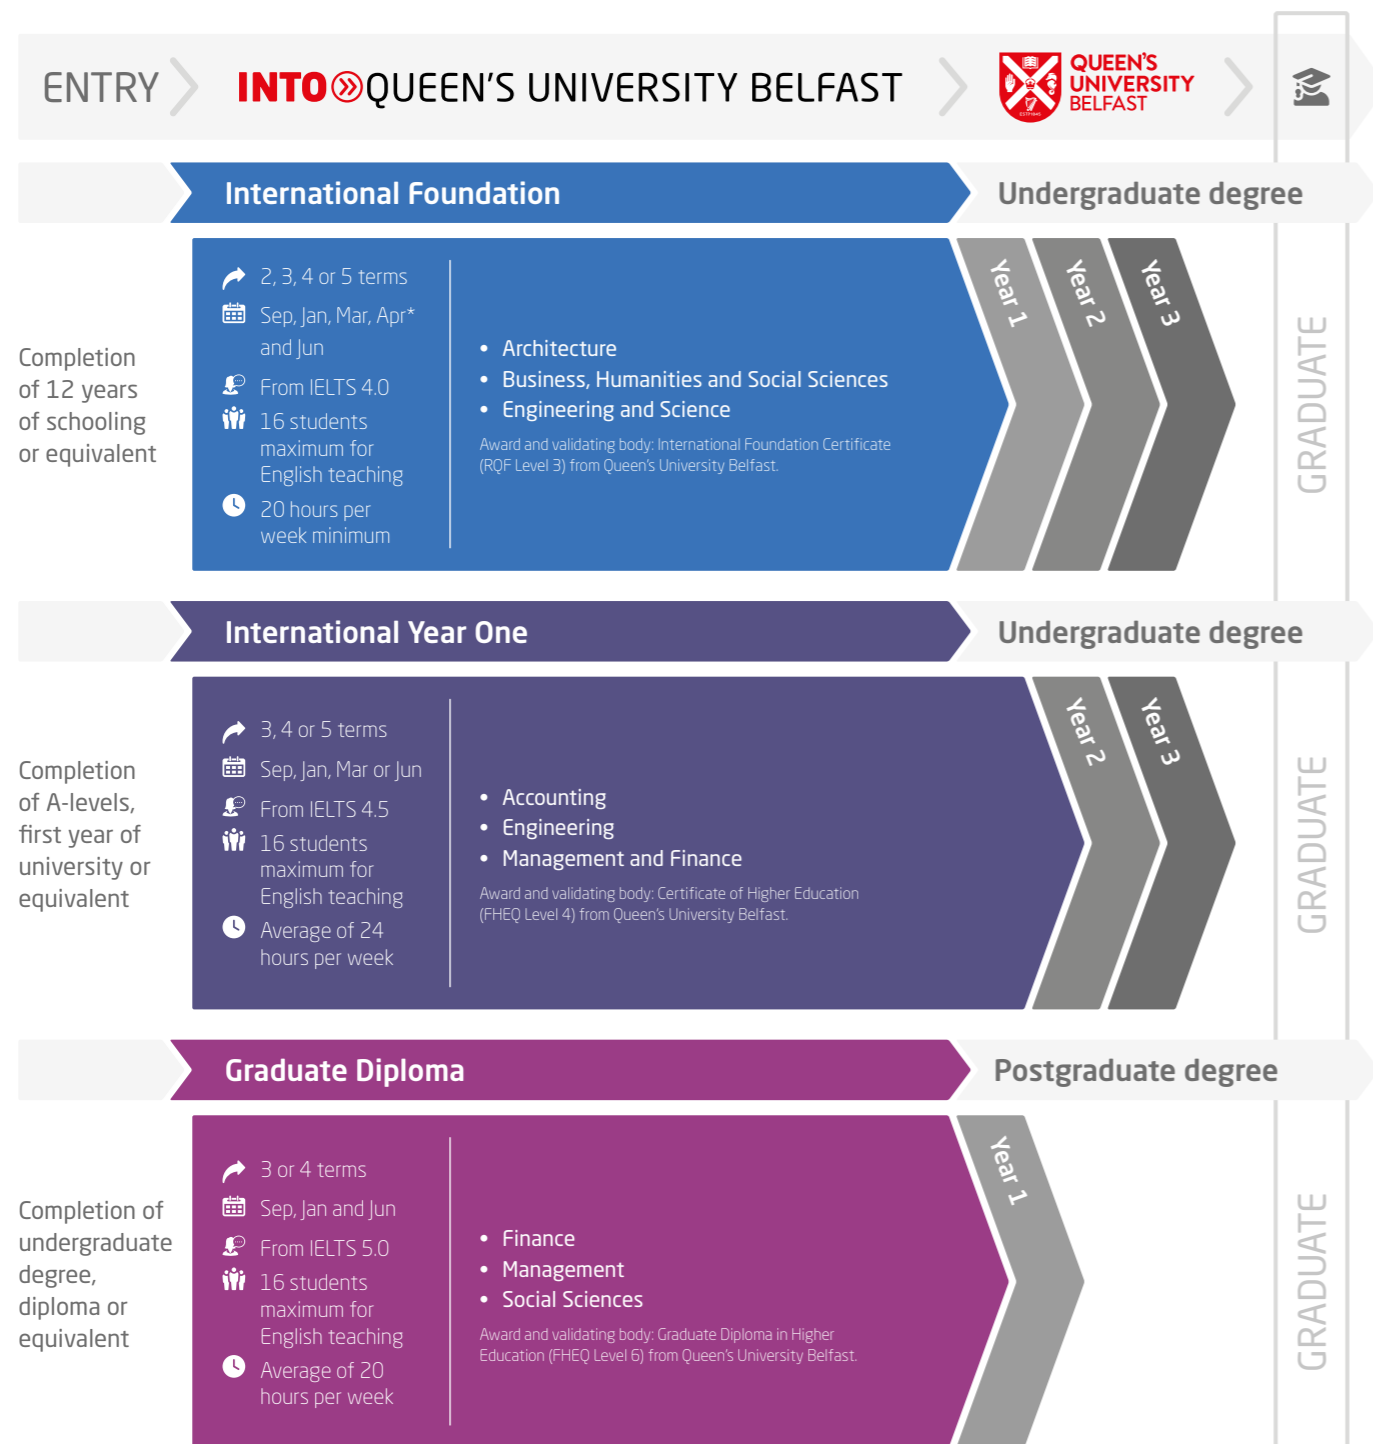 ENTRY
INTO QUEEN'S UNIVERSITY BELFAST
QUEEN'S
UNIVERSITY
BELFAST
ESTD1845
International Foundation
Undergraduate degree
Completion
of 12 years
of schooling
or equivalent
2, 3, 4 or 5 terms
Sep, Jan, Mar, Apr*
and Jun
From IELTS 4.0
16 students
maximum for
English teaching
20 hours per
week minimum
• Architecture
• Business, Humanities and Social Sciences
• Engineering and Science
Award and validating body: International Foundation Certificate
(RQF Level 3) from Queen's University Belfast.
Year 1
Year 2
Year 3
GRADUATE
International Year One
Undergraduate degree
Completion
of A-levels,
first year of
university or
equivalent
3, 4 or 5 terms
Sep, Jan, Mar or Jun
From IELTS 4.5
16 students
maximum for
English teaching
Average of 24
hours per week
• Accounting
• Engineering
• Management and Finance
Award and validating body: Certificate of Higher Education
(FHEQ Level 4) from Queen's University Belfast.
Year 2
Year 3
GRADUATE
Graduate Diploma
Postgraduate degree
Completion of
undergraduate
degree,
diploma or
equivalent
3 or 4 terms
Sep, Jan and Jun
From IELTS 5.0
16 students
maximum for
English teaching
Average of 20
hours per week
• Finance
• Management
• Social Sciences
Award and validating body: Graduate Diploma in Higher
Education (FHEQ Level 6) from Queen's University Belfast.
Year 1
GRADUATE